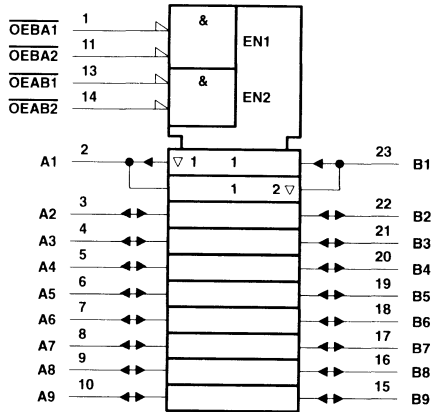 OEBA1 1 & EN1
OEBA2 11
OEAB1 13 & EN2
OEAB2 14
A1 2 ▽ 1 1 23 B1
1 2 ▽
A2 3 22 B2
A3 4 21 B3
A4 5 20 B4
A5 6 19 B5
A6 7 18 B6
A7 8 17 B7
A8 9 16 B8
A9 10 15 B9